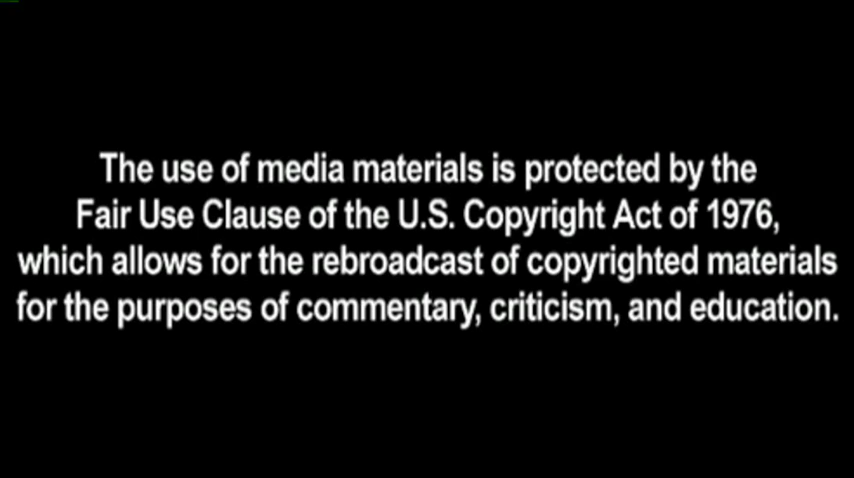 The use of media materials is protected by the
Fair Use Clause of the U.S. Copyright Act of 1976,
which allows for the rebroadcast of copyrighted materials
for the purposes of commentary, criticism, and education.